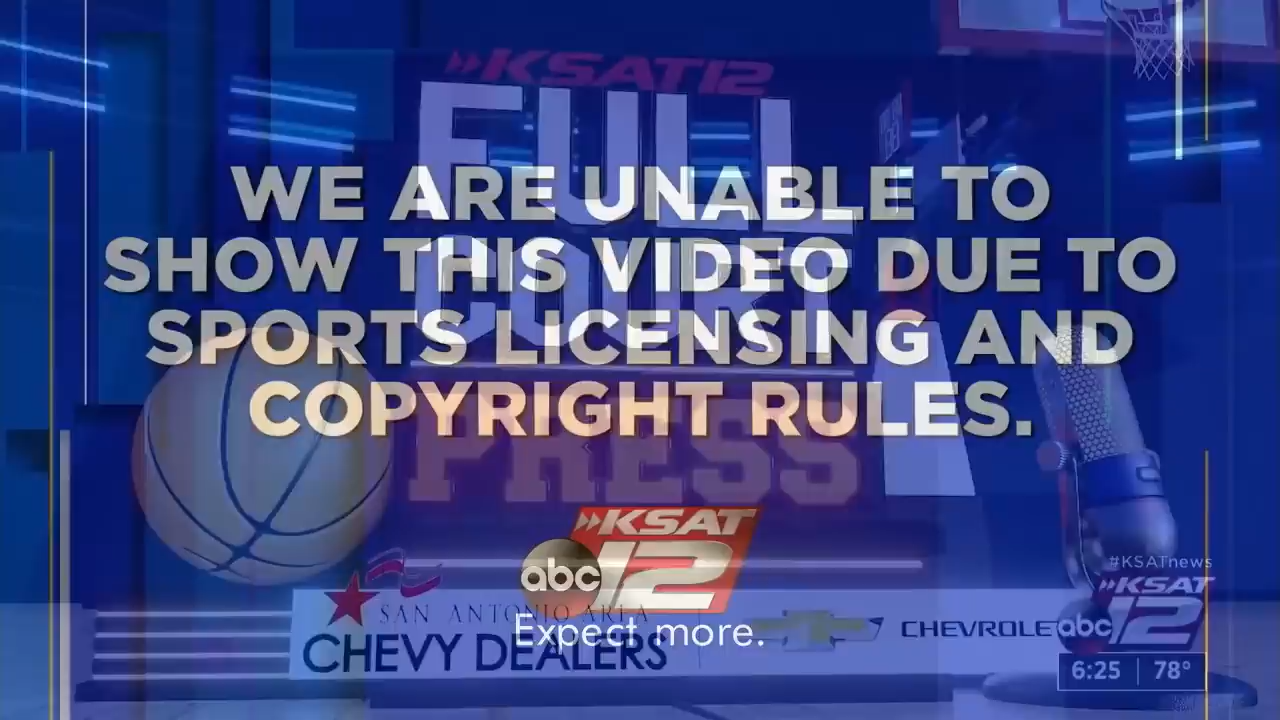 KSAT12
FULL
COURT
PRESS
WE ARE UNABLE TO
SHOW THIS VIDEO DUE TO
SPORTS LICENSING AND
COPYRIGHT RULES.
KSAT
abc 12
Expect more.
SAN ANTONIO AREA
CHEVY DEALERS
CHEVROLET
#KSATnews
KSAT
abc 12
6:25 78°